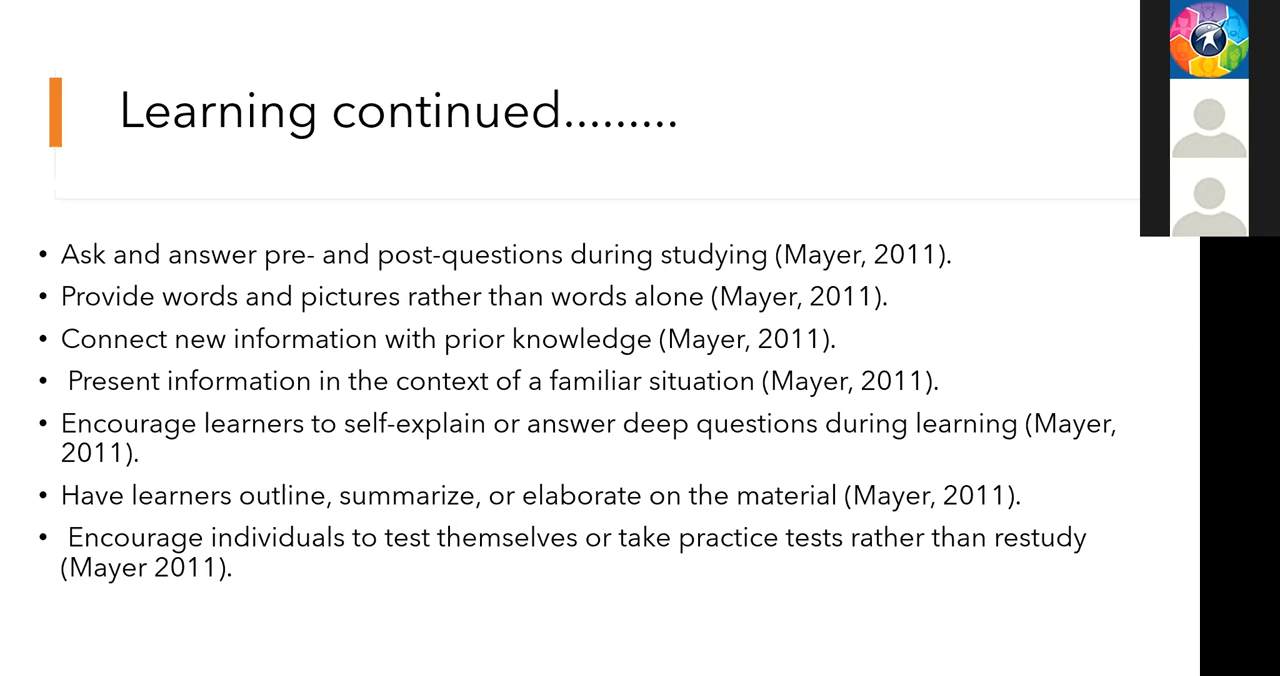 Learning continued.........
• Ask and answer pre- and post-questions during studying (Mayer, 2011).
• Provide words and pictures rather than words alone (Mayer, 2011).
• Connect new information with prior knowledge (Mayer, 2011).
• Present information in the context of a familiar situation (Mayer, 2011).
• Encourage learners to self-explain or answer deep questions during learning (Mayer,
2011).
• Have learners outline, summarize, or elaborate on the material (Mayer, 2011).
• Encourage individuals to test themselves or take practice tests rather than restudy
(Mayer 2011).